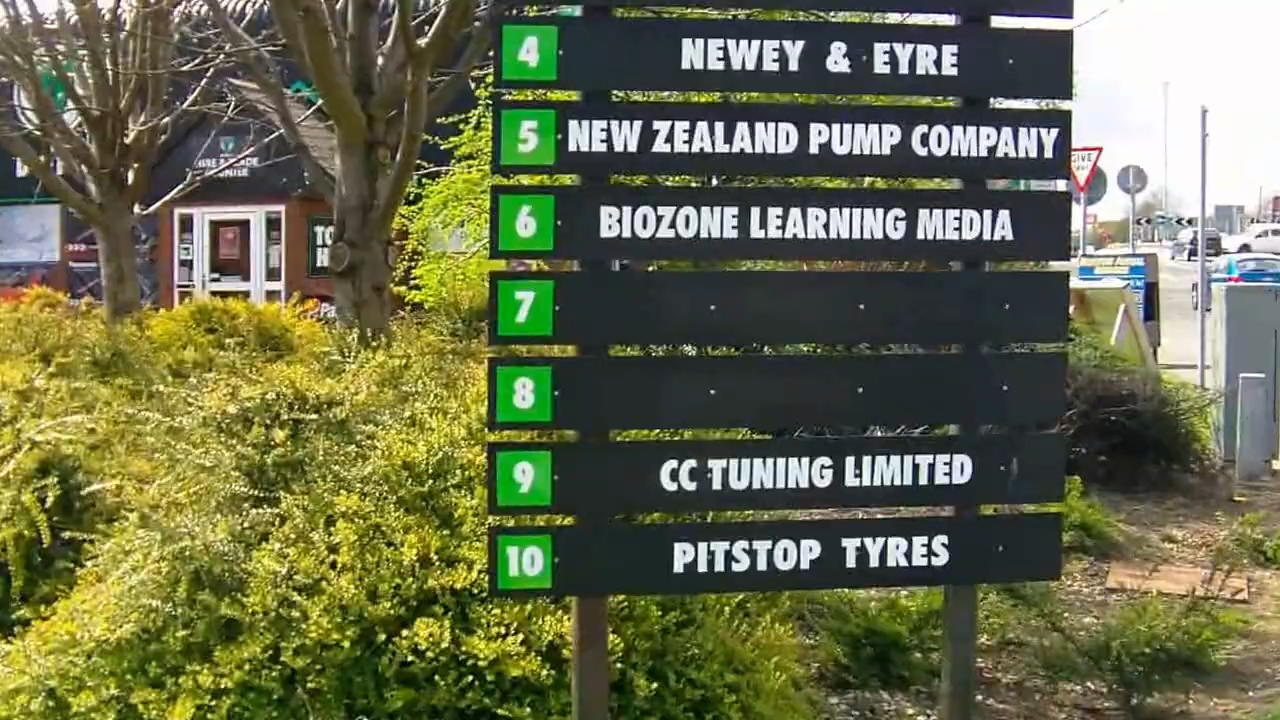 4 NEWEY & EYRE
5 NEW ZEALAND PUMP COMPANY
6 BIOZONE LEARNING MEDIA
7
8
9 CC TUNING LIMITED
10 PITSTOP TYRES
GIVE